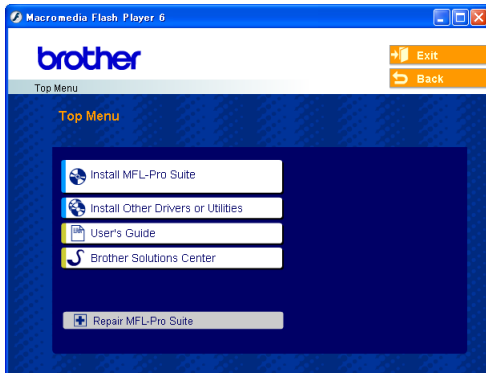 Macromedia Flash Player 6
brother
Exit
Back
Top Menu
Top Menu
Install MFL-Pro Suite
Install Other Drivers or Utilities
User's Guide
Brother Solutions Center
Repair MFL-Pro Suite